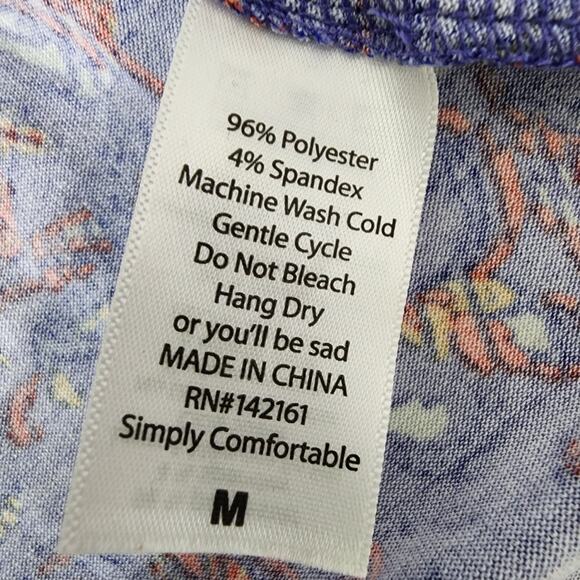 96% Polyester
4% Spandex
Machine Wash Cold
Gentle Cycle
Do Not Bleach
Hang Dry
or you'll be sad
MADE IN CHINA
RN#142161
Simply Comfortable
M